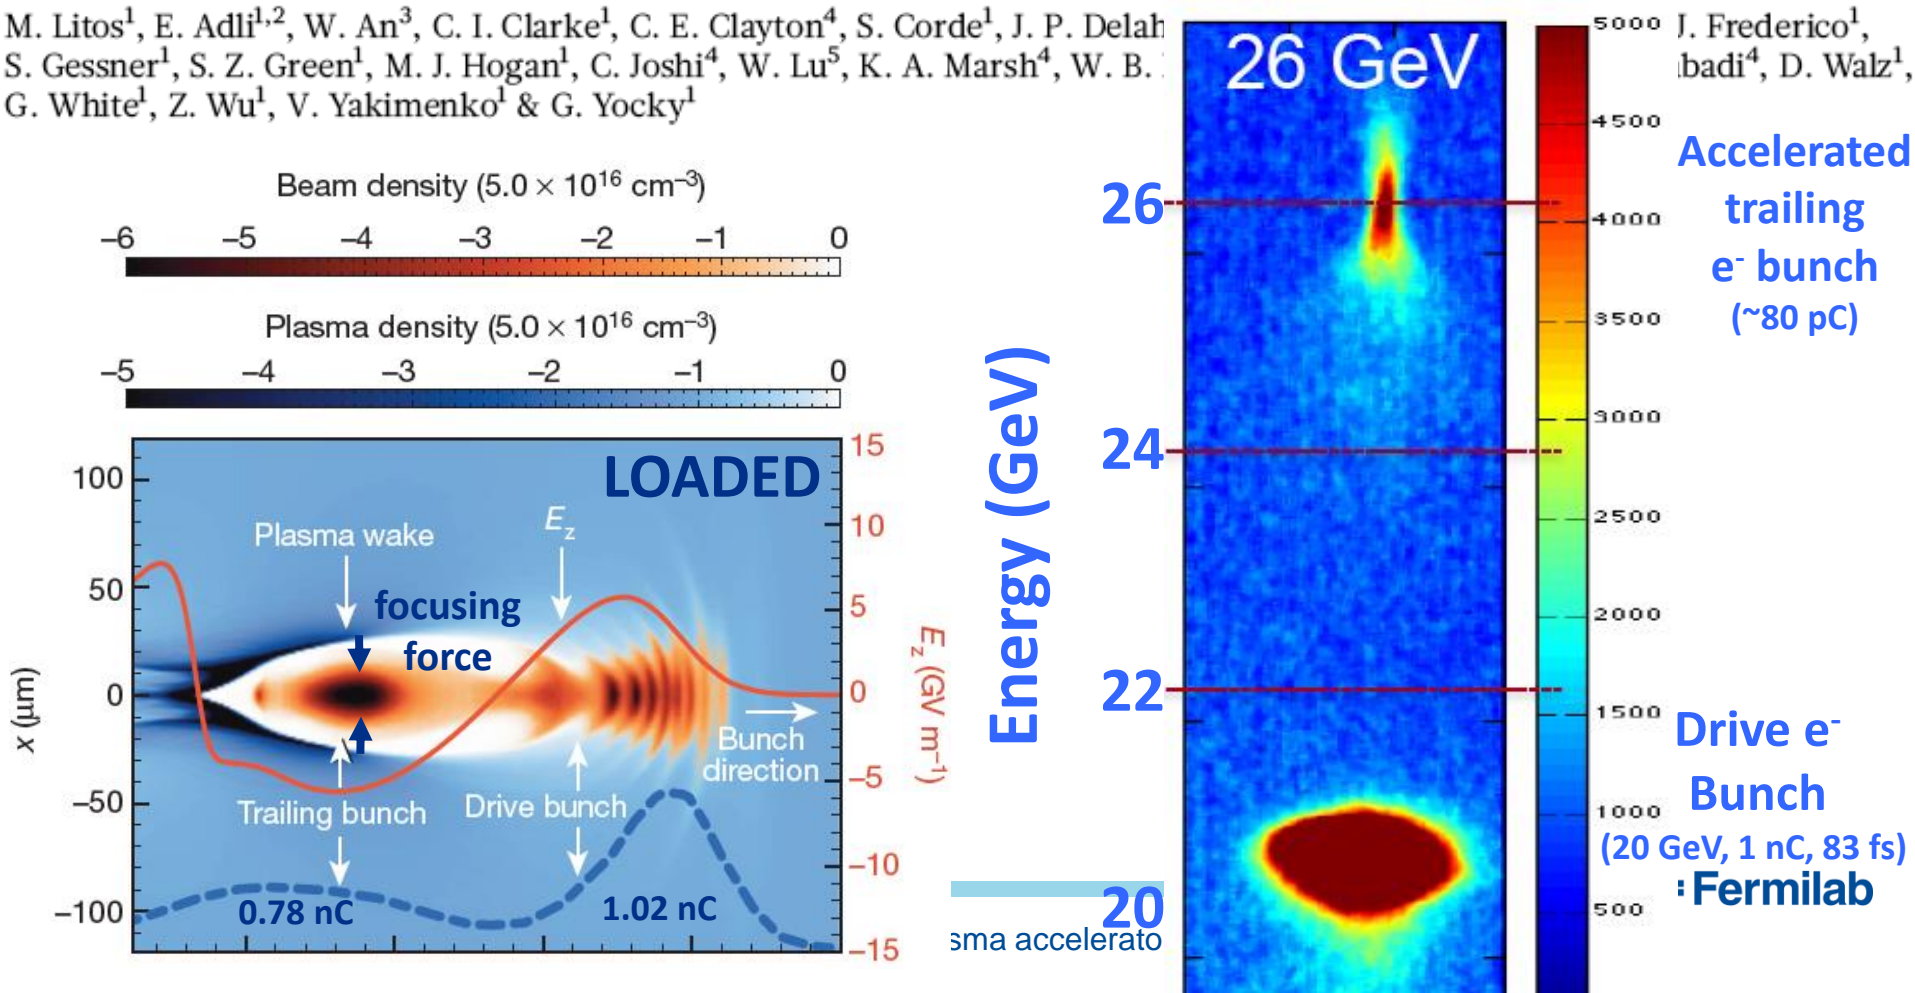 M. Litos1, E. Adli1,2, W. An3, C. I. Clarke1, C. E. Clayton4, S. Corde1, J. P. Delah
J. Frederico1,
S. Gessner1, S. Z. Green1, M. J. Hogan1, C. Joshi4, W. Lu5, K. A. Marsh4, W. B.
badi4, D. Walz1,
G. White1, Z. Wu1, V. Yakimenko1 & G. Yocky1
Beam density (5.0 × 10^16 cm^–3)
–6 –5 –4 –3 –2 –1 0
Plasma density (5.0 × 10^16 cm^–3)
–5 –4 –3 –2 –1 0
LOADED
Plasma wake
Ez
focusing
force
Trailing bunch
Drive bunch
Bunch
direction
0.78 nC
1.02 nC
x (μm)
100
50
0
–50
–100
15
10
5
0
–5
–10
–15
Ez (GV m^–1)
Energy (GeV)
26
24
22
20
sma accelerato
26 GeV
5000
4500
4000
3500
3000
2500
2000
1500
1000
500
Accelerated
trailing
e- bunch
(~80 pC)
Drive e-
Bunch
(20 GeV, 1 nC, 83 fs)
Fermilab